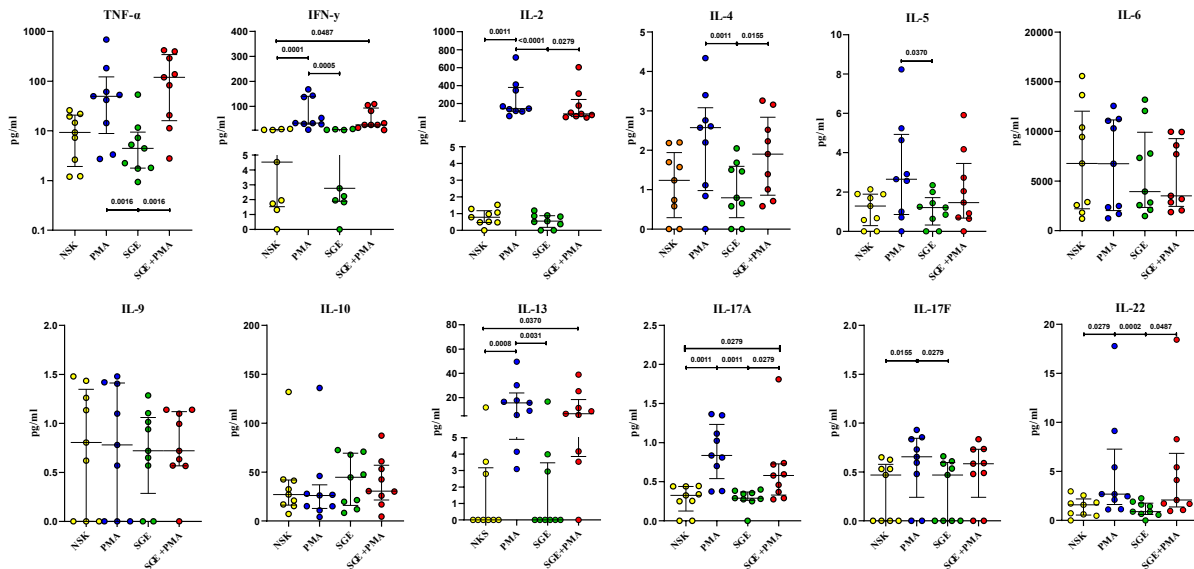 TNF-α
pg/ml
1000
100
10
1
0.1
0.0016
0.0016
NSK
PMA
SGE
SGE+PMA
IFN-y
pg/ml
400
300
200
100
0
6
4
2
0
0.0487
0.0001
0.0005
NSK
PMA
SGE
SGE+PMA
IL-2
pg/ml
1000
800
600
400
200
5
4
3
2
1
0
0.0011
<0.0001
0.0279
NSK
PMA
SGE
SGE+PMA
IL-4
pg/ml
5
4
3
2
1
0
0.0011
0.0155
NSK
PMA
SGE
SGE+PMA
IL-5
pg/ml
10
8
6
4
2
0
0.0370
NSK
PMA
SGE
SGE+PMA
IL-6
pg/ml
20000
15000
10000
5000
0
NSK
PMA
SGE
SGE+PMA
IL-9
pg/ml
2.0
1.5
1.0
0.5
0.0
NSK
PMA
SGE
SGE+PMA
IL-10
pg/ml
200
150
100
50
0
NSK
PMA
SGE
SGE+PMA
IL-13
pg/ml
60
40
20
5
4
3
2
1
0
0.0370
0.0008
0.0031
NKS
PMA
SGE
SGE+PMA
IL-17A
pg/ml
2.5
2.0
1.5
1.0
0.5
0.0
0.0279
0.0011
0.0011
0.0279
NSK
PMA
SGE
SGE+PMA
IL-17F
pg/ml
2.0
1.5
1.0
0.5
0.0
0.0155
0.0279
NSK
PMA
SGE
SGE+PMA
IL-22
pg/ml
20
15
10
5
0
0.0279
0.0002
0.0487
NSK
PMA
SGE
SGE+PMA